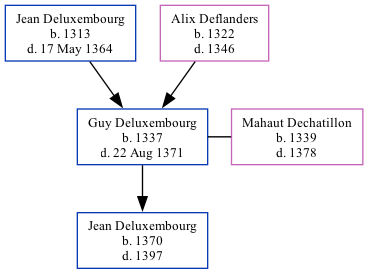 Jean Deluxembourg
b. 1313
d. 17 May 1364
Alix Deflanders
b. 1322
d. 1346
Guy Deluxembourg
b. 1337
d. 22 Aug 1371
Mahaut Dechatillon
b. 1339
d. 1378
Jean Deluxembourg
b. 1370
d. 1397